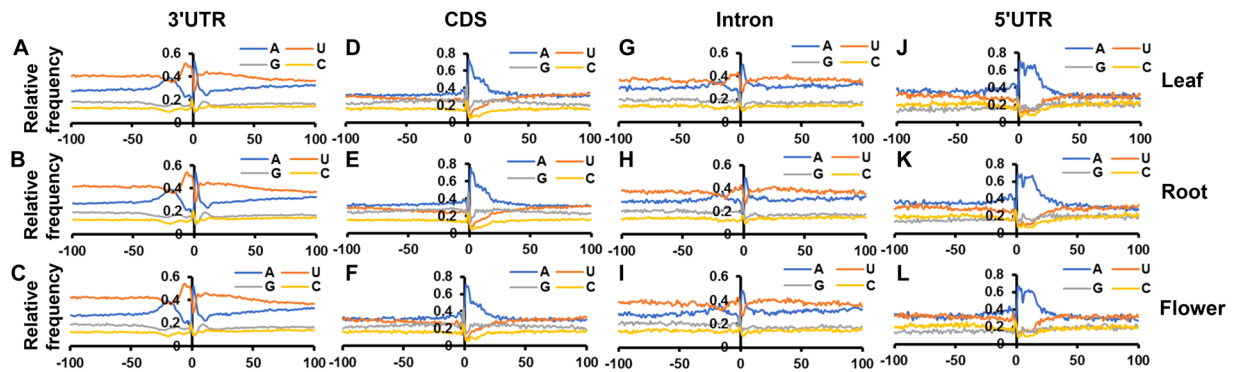 3'UTR CDS Intron 5'UTR
A D G J
Relative frequency
A U G C
A U G C
A U G C
A U G C
0.6 0.4 0.2 0
0.8 0.6 0.4 0.2 0
0.6 0.4 0.2 0
0.8 0.6 0.4 0.2 0
-100 -50 0 50 100
-100 -50 0 50 100
-100 -50 0 50 100
-100 -50 0 50 100
Leaf
B E H K
Relative frequency
A U G C
A U G C
A U G C
A U G C
0.6 0.4 0.2 0
0.8 0.6 0.4 0.2 0
0.6 0.4 0.2 0
0.8 0.6 0.4 0.2 0
-100 -50 0 50 100
-100 -50 0 50 100
-100 -50 0 50 100
-100 -50 0 50 100
Root
C F I L
Relative frequency
A U G C
A U G C
A U G C
A U G C
0.6 0.4 0.2 0
0.8 0.6 0.4 0.2 0
0.6 0.4 0.2 0
0.8 0.6 0.4 0.2 0
-100 -50 0 50 100
-100 -50 0 50 100
-100 -50 0 50 100
-100 -50 0 50 100
Flower